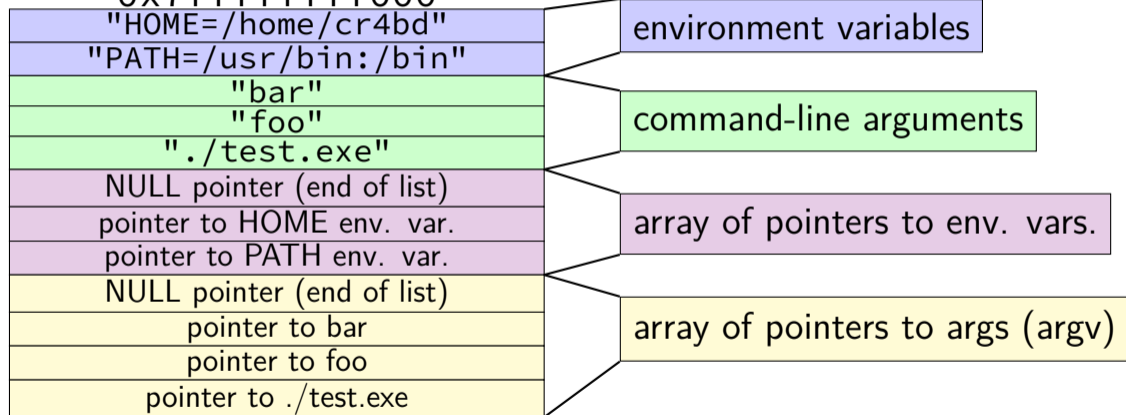 "HOME=/home/cr4bd"
environment variables
"PATH=/usr/bin:/bin"
"bar"
"foo"
command-line arguments
"./test.exe"
NULL pointer (end of list)
pointer to HOME env. var.
array of pointers to env. vars.
pointer to PATH env. var.
NULL pointer (end of list)
pointer to bar
array of pointers to args (argv)
pointer to foo
pointer to ./test.exe